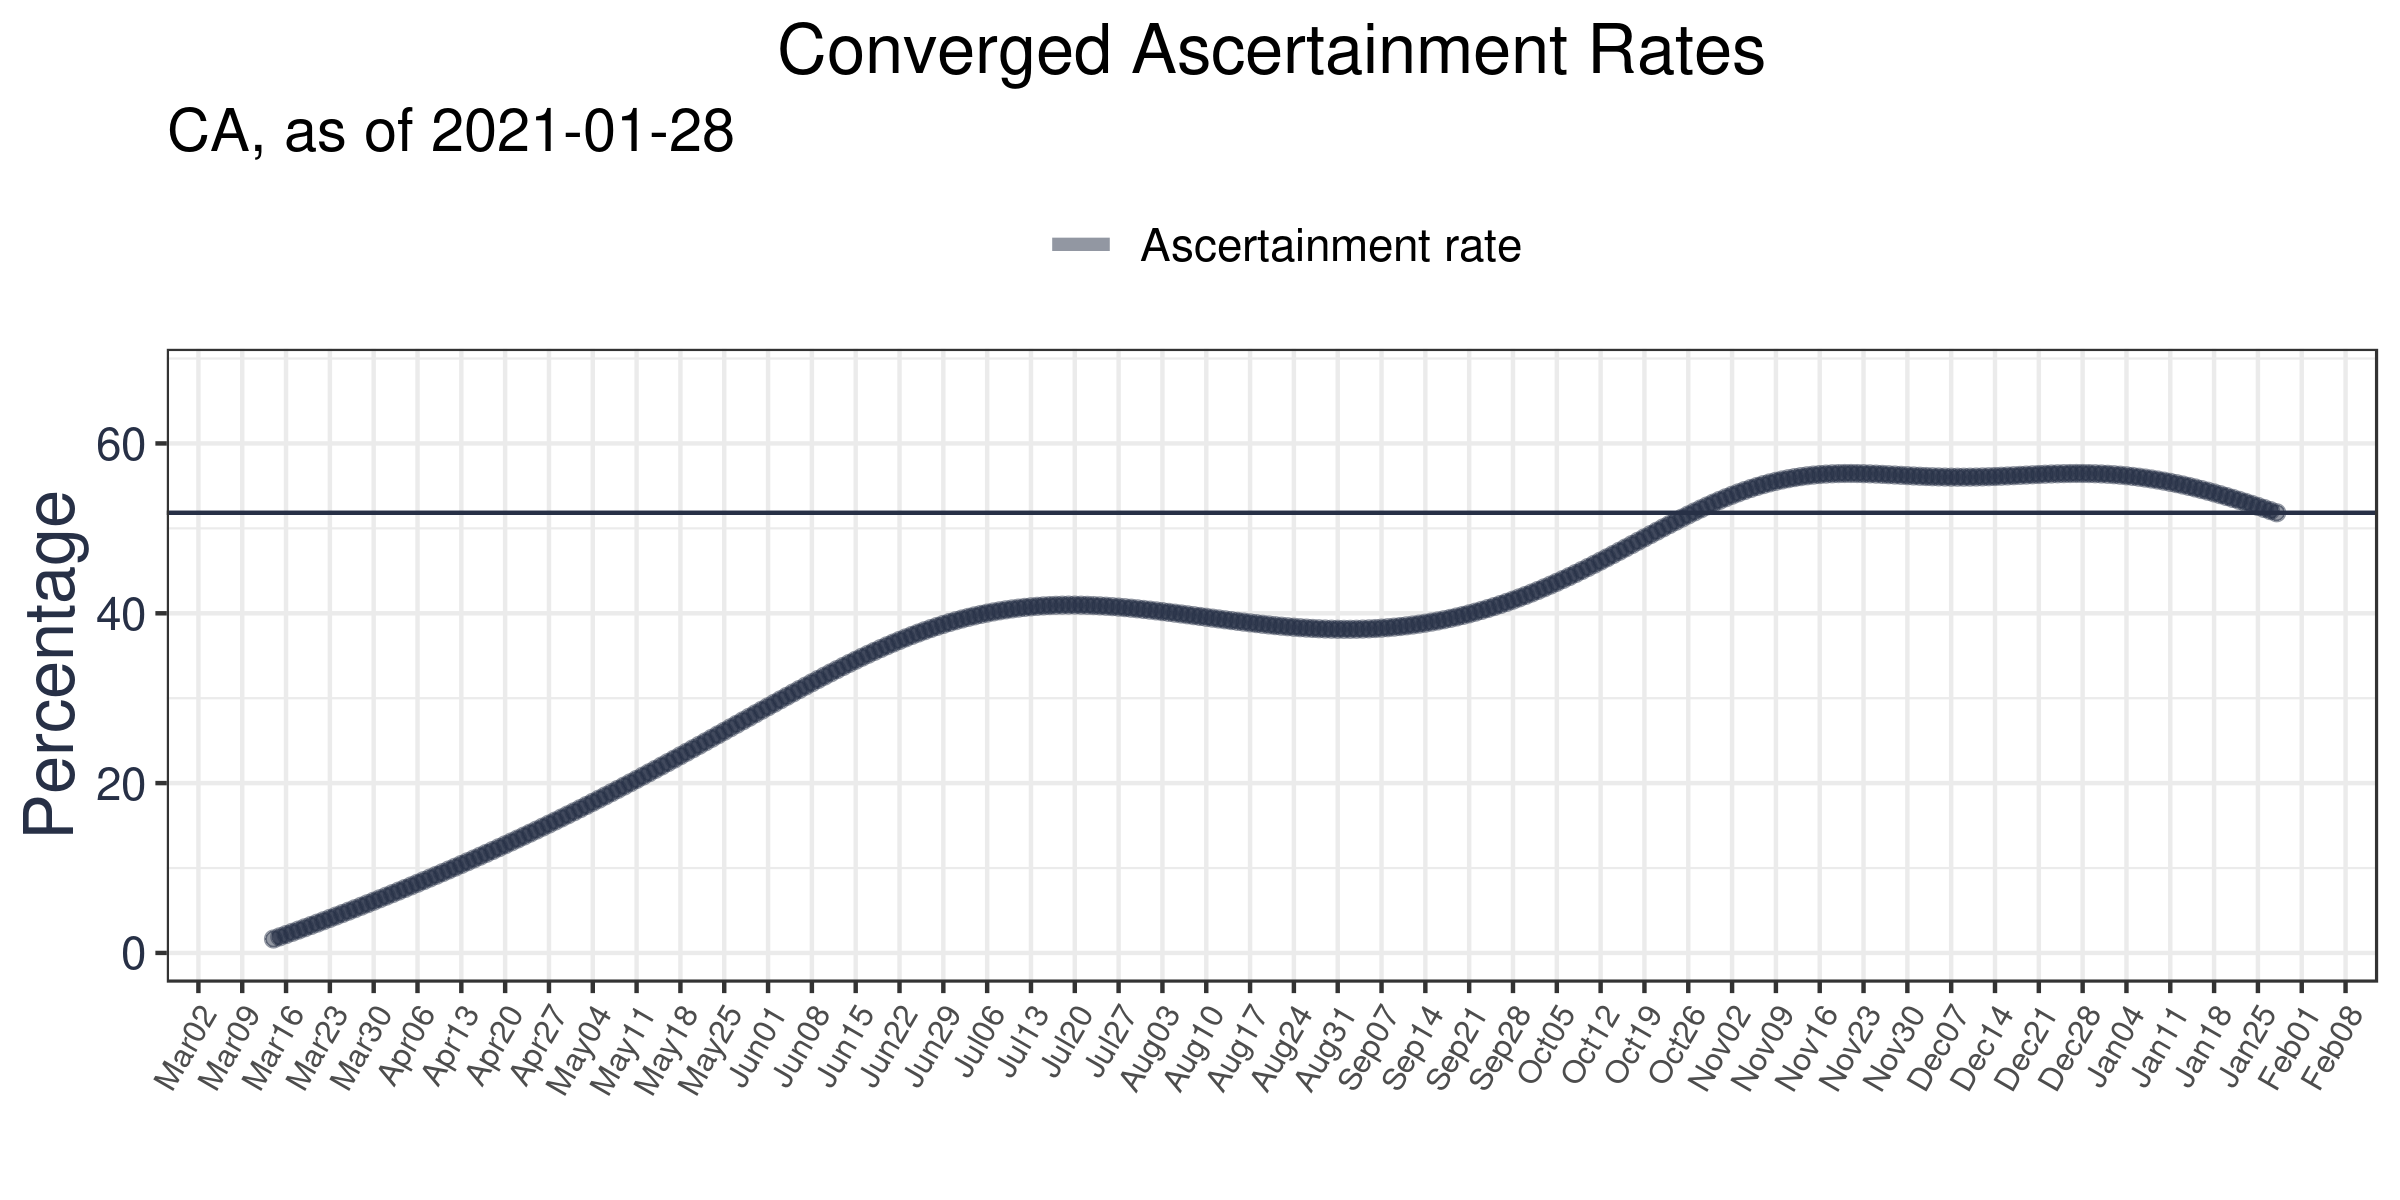 Converged Ascertainment Rates
CA, as of 2021-01-28
Ascertainment rate
Percentage
60
40
20
0
Mar02 Mar09 Mar16 Mar23 Mar30 Apr06 Apr13 Apr20 Apr27 May04 May11 May18 May25 Jun01 Jun08 Jun15 Jun22 Jun29 Jul06 Jul13 Jul20 Jul27 Aug03 Aug10 Aug17 Aug24 Aug31 Sep07 Sep14 Sep21 Sep28 Oct05 Oct12 Oct19 Oct26 Nov02 Nov09 Nov16 Nov23 Nov30 Dec07 Dec14 Dec21 Dec28 Jan04 Jan11 Jan18 Jan25 Feb01 Feb08